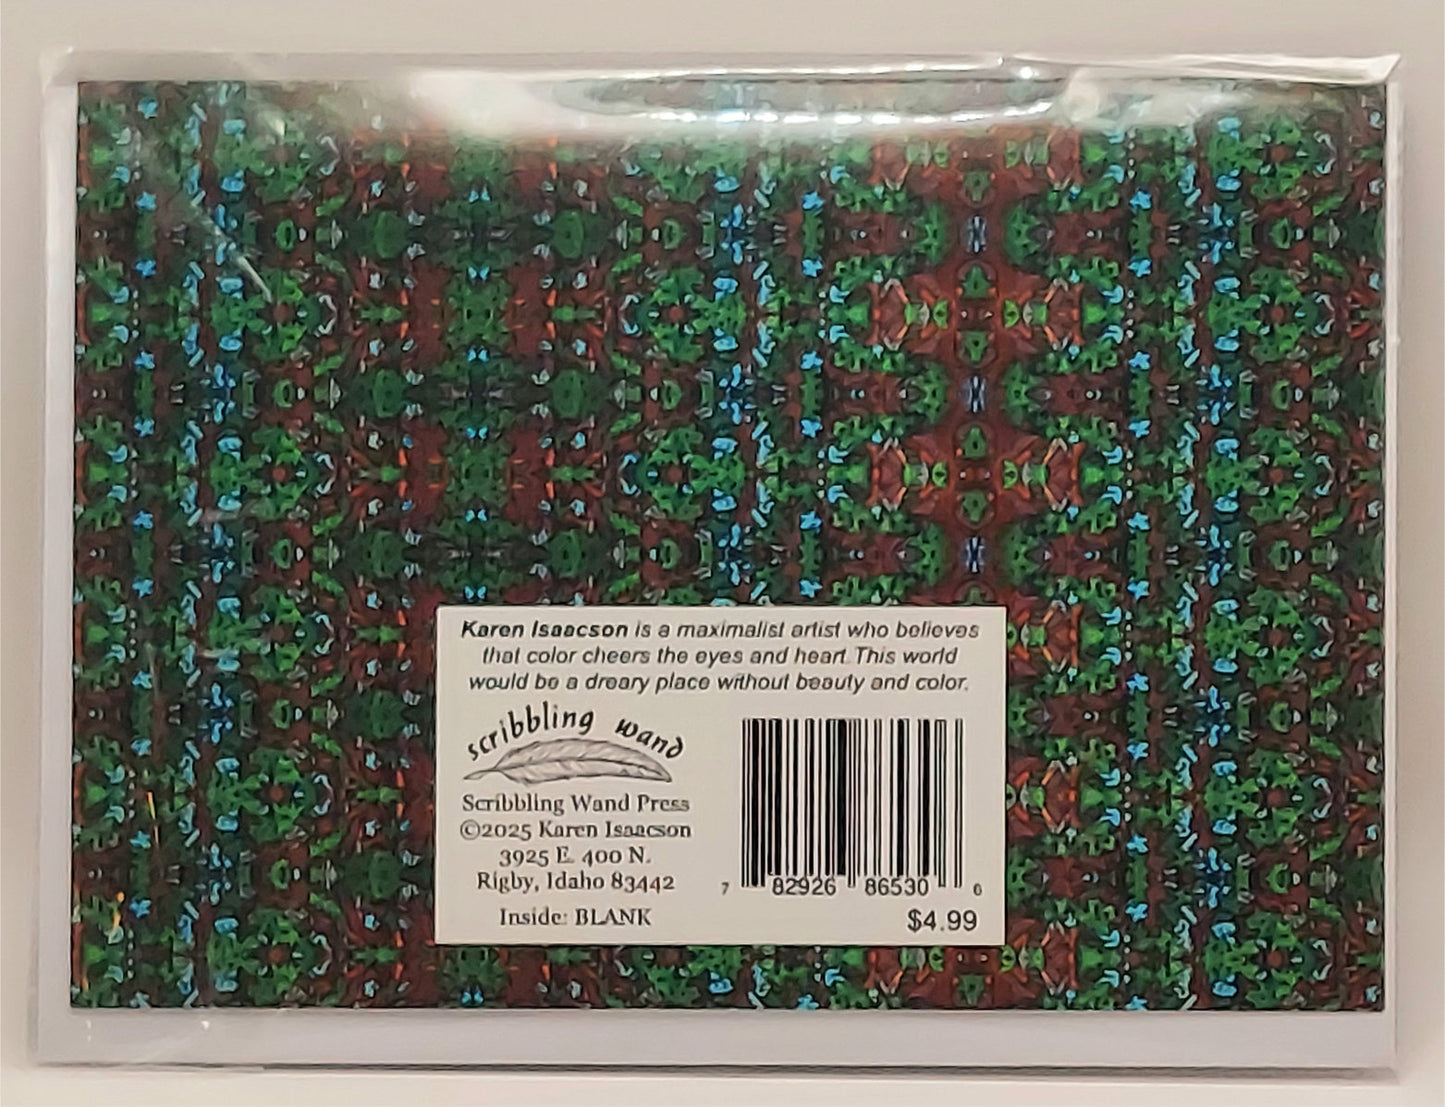 Karen Isaacson is a maximalist artist who believes
that color cheers the eyes and heart. This world
would be a dreary place without beauty and color.
scribbling wand
Scribbling Wand Press
©2025 Karen Isaacson
3925 E. 400 N.
Rigby, Idaho 83442
Inside: BLANK
7 82926 86530 6
$4.99